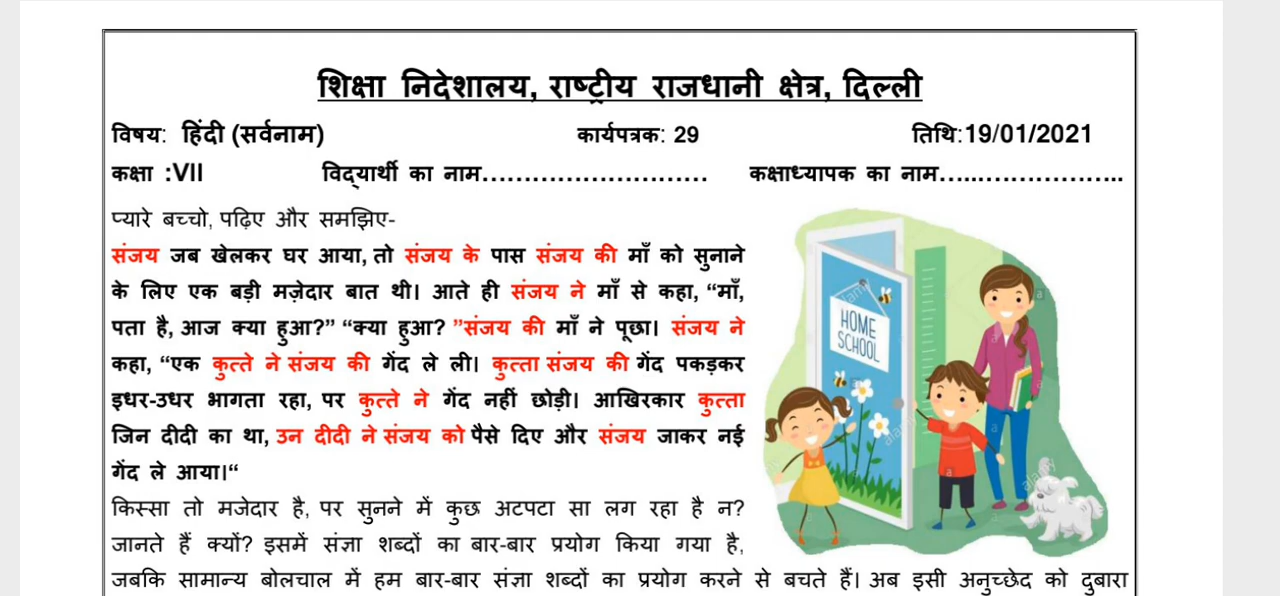 शिक्षा निदेशालय, राष्ट्रीय राजधानी क्षेत्र, दिल्ली
विषय: हिंदी (सर्वनाम) कार्यपत्रक: 29 तिथि:19/01/2021
कक्षा :VII विद्यार्थी का नाम……………………… कक्षाध्यापक का नाम…...……………..
प्यारे बच्चो, पढ़िए और समझिए-
संजय जब खेलकर घर आया, तो संजय के पास संजय की माँ को सुनाने
के लिए एक बड़ी मज़ेदार बात थी। आते ही संजय ने माँ से कहा, “माँ,
पता है, आज क्या हुआ?” “क्या हुआ? ”संजय की माँ ने पूछा। संजय ने
कहा, “एक कुत्ते ने संजय की गेंद ले ली। कुत्ता संजय की गेंद पकड़कर
इधर-उधर भागता रहा, पर कुत्ते ने गेंद नहीं छोड़ी। आखिरकार कुत्ता
जिन दीदी का था, उन दीदी ने संजय को पैसे दिए और संजय जाकर नई
गेंद ले आया।“
किस्सा तो मजेदार है, पर सुनने में कुछ अटपटा सा लग रहा है न?
जानते हैं क्यों? इसमें संज्ञा शब्दों का बार-बार प्रयोग किया गया है,
जबकि सामान्य बोलचाल में हम बार-बार संज्ञा शब्दों का प्रयोग करने से बचते हैं। अब इसी अनुच्छेद को दुबारा
HOME
SCHOOL
alamy
alamy
alamy
a
a
a